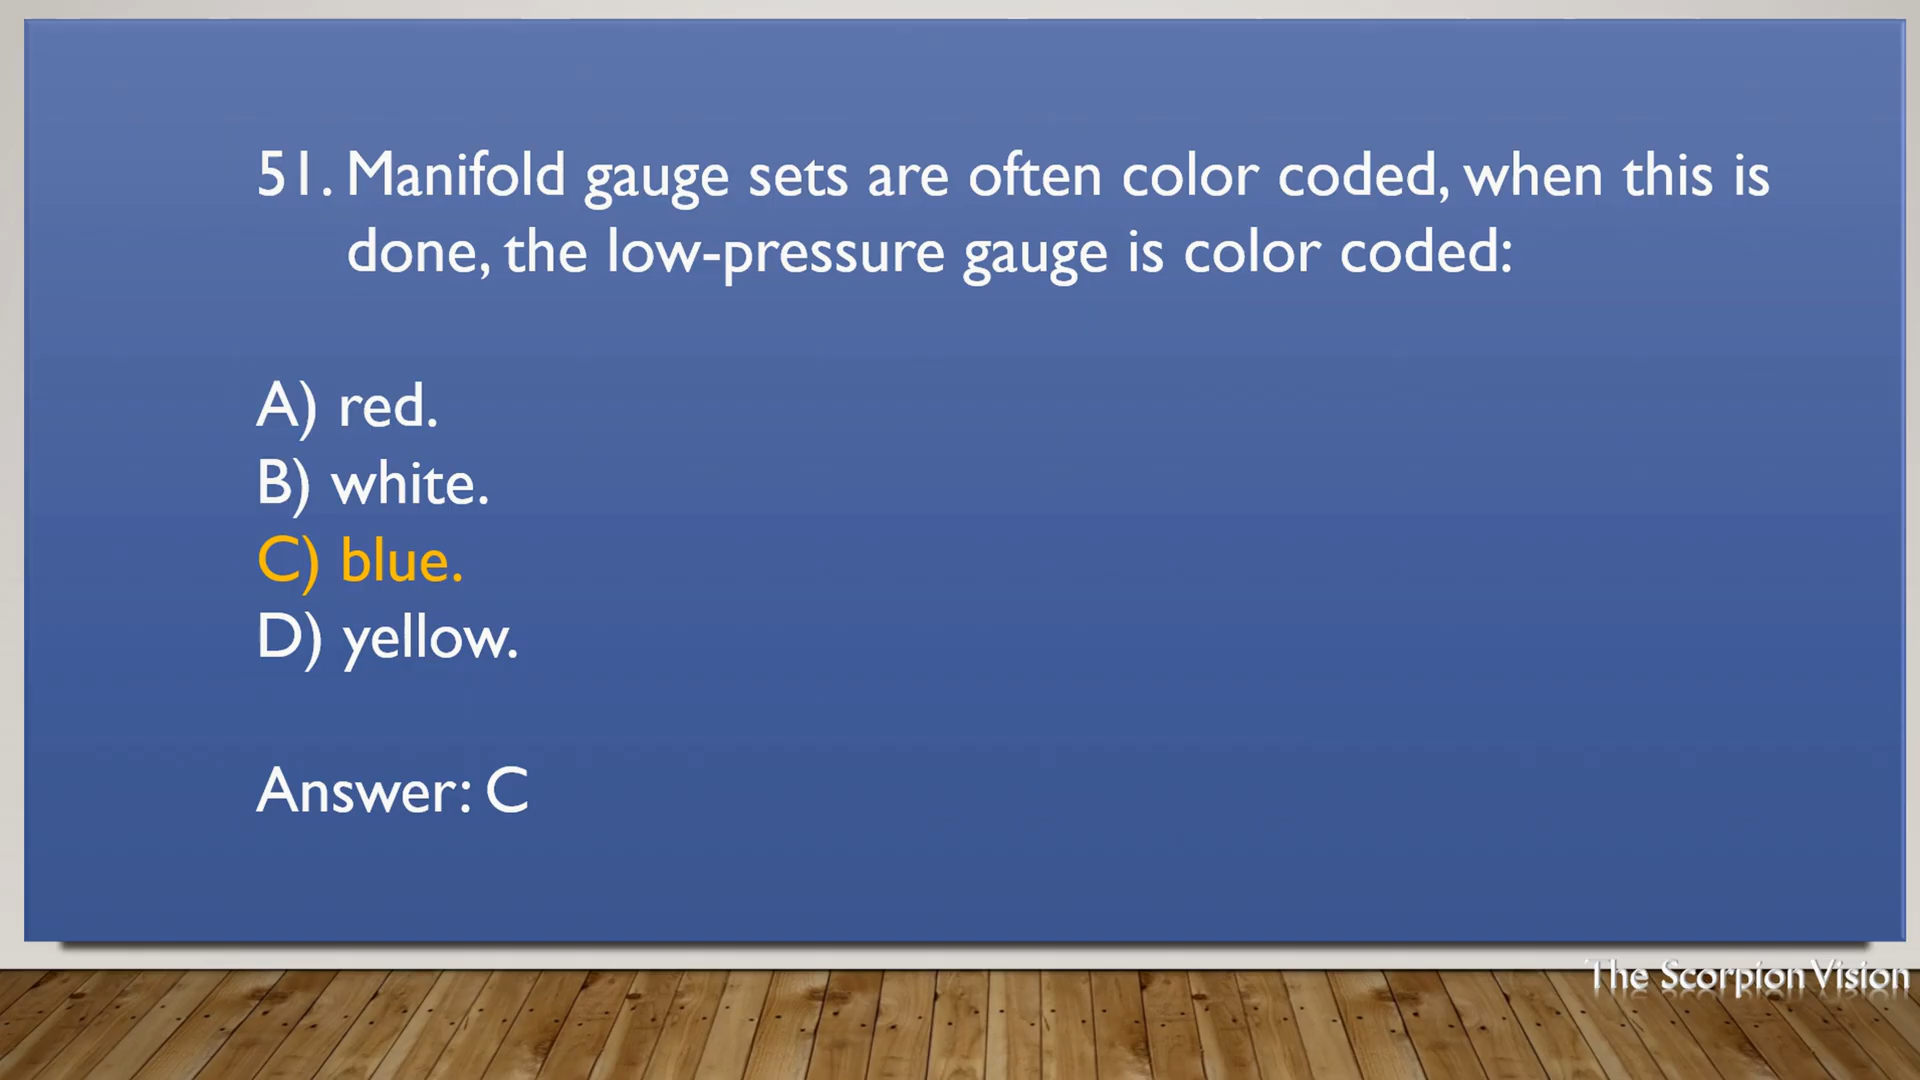 51. Manifold gauge sets are often color coded, when this is
done, the low-pressure gauge is color coded:
A) red.
B) white.
C) blue.
D) yellow.
Answer: C
The Scorpion Vision